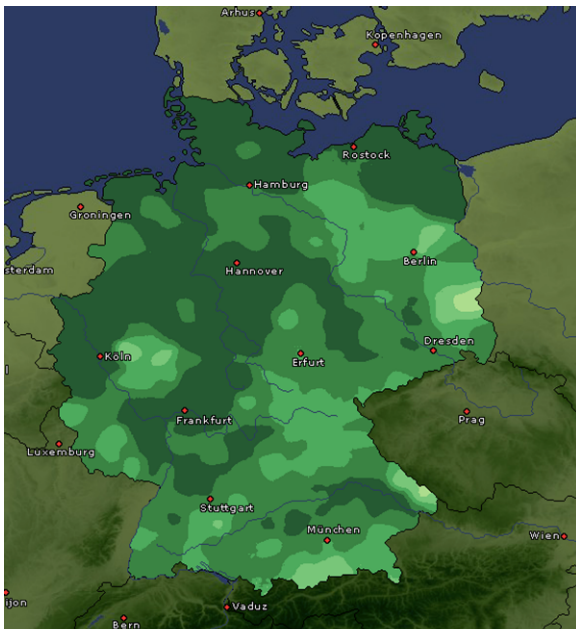 Arhus
Kopenhagen
Rostock
Hamburg
Groningen
Berlin
Hannover
sterdam
Dresden
Köln
Erfurt
Frankfurt
Prag
Luxemburg
Stuttgart
München
Wien
ijon
Vaduz
Bern